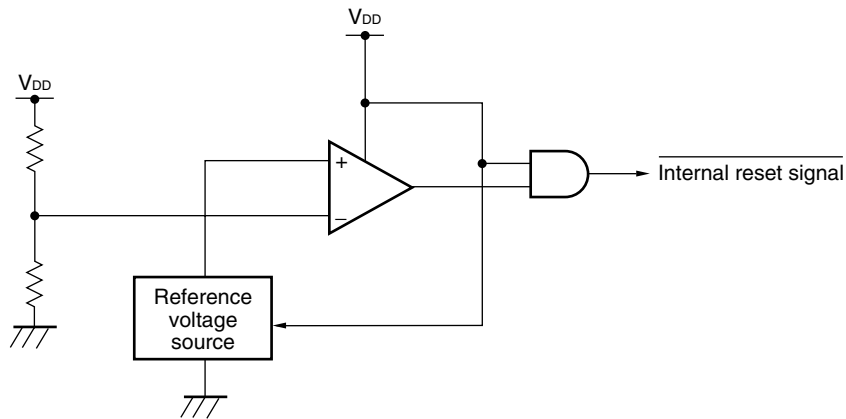 VDD
VDD
+
−
Internal reset signal
Reference
voltage
source